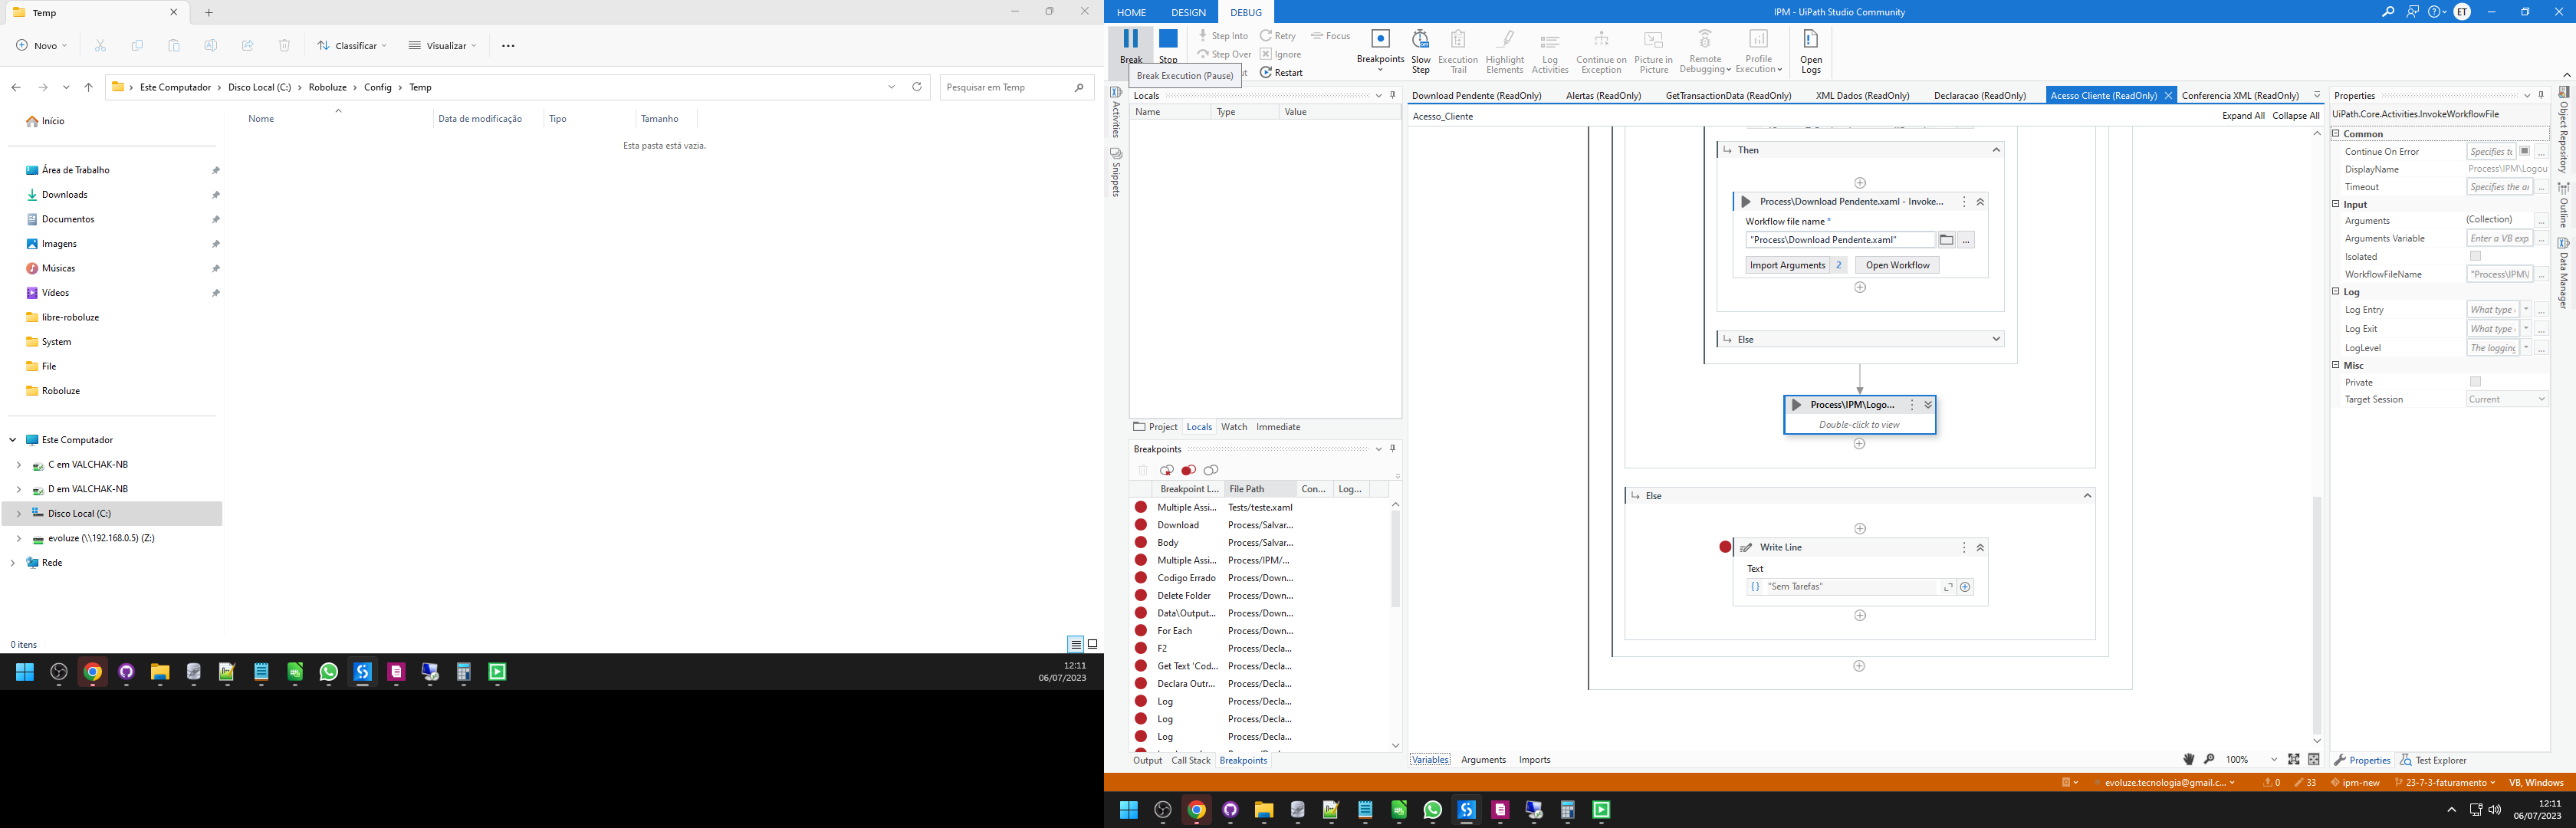 Temp
Novo
Classificar
Visualizar
Este Computador
Disco Local (C:)
Roboluze
Config
Temp
Pesquisar em Temp
Início
Área de Trabalho
Downloads
Documentos
Imagens
Músicas
Vídeos
libre-roboluze
System
File
Roboluze
Este Computador
C em VALCHAK-NB
D em VALCHAK-NB
Disco Local (C:)
evoluze (\\192.168.0.5) (Z:)
Rede
Nome
Data de modificação
Tipo
Tamanho
Esta pasta está vazia.
0 itens
12:11
06/07/2023
HOME
DESIGN
DEBUG
IPM - UiPath Studio Community
ET
Break
Stop
Step Into
Step Over
Retry
Ignore
Restart
Focus
Break Execution (Pause)
Breakpoints
Slow Step
Execution Trail
Highlight Elements
Log Activities
Continue on Exception
Picture in Picture
Remote Debugging
Profile Execution
Open Logs
Activities
Snippets
Locals
Name
Type
Value
Project
Locals
Watch
Immediate
Breakpoints
Breakpoint L...
File Path
Con...
Log...
Multiple Assi... Tests/teste.xaml
Download Process/Salvar...
Body Process/Salvar...
Multiple Assi... Process/IPM/...
Codigo Errado Process/Down...
Delete Folder Process/Down...
Data\Output... Process/Down...
For Each Process/Down...
F2 Process/Decla...
Get Text 'Cod... Process/Decla...
Declara Outr... Process/Decla...
Log Process/Decla...
Log Process/Decla...
Log Process/Decla...
Output
Call Stack
Breakpoints
Download Pendente (ReadOnly)
Alertas (ReadOnly)
GetTransactionData (ReadOnly)
XML Dados (ReadOnly)
Declaracao (ReadOnly)
Acesso Cliente (ReadOnly)
Conferencia XML (ReadOnly)
Acesso_Cliente
Expand All
Collapse All
Then
Process\Download Pendente.xaml - Invoke...
Workflow file name *
"Process\Download Pendente.xaml"
...
Import Arguments 2
Open Workflow
Else
Process\IPM\Logo...
Double-click to view
Else
Write Line
Text
"Sem Tarefas"
Variables
Arguments
Imports
100%
Properties
UiPath.Core.Activities.InvokeWorkflowFile
Common
Continue On Error Specifies to
DisplayName Process\IPM\Logou
Timeout Specifies the ar
Input
Arguments (Collection)
Arguments Variable Enter a VB exp
Isolated
WorkflowFileName "Process\IPM\l
Log
Log Entry What type
Log Exit What type
LogLevel The logging
Misc
Private
Target Session Current
Properties
Test Explorer
Object Repository
Outline
Data Manager
evoluze.tecnologia@gmail.c...
0
33
ipm-new
23-7-3-faturamento
VB, Windows
12:11
06/07/2023